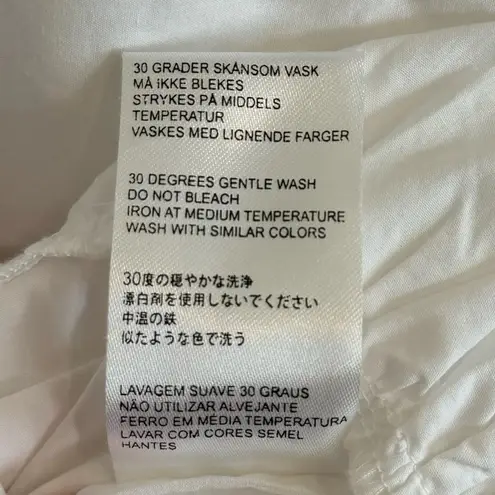 30 GRADER SKÅNSOM VASK
MÅ IKKE BLEKES
STRYKES PÅ MIDDELS
TEMPERATUR
VASKES MED LIGNENDE FARGER
30 DEGREES GENTLE WASH
DO NOT BLEACH
IRON AT MEDIUM TEMPERATURE
WASH WITH SIMILAR COLORS
30度の穏やかな洗浄
漂白剤を使用しないでください
中温の鉄
似たような色で洗う
LAVAGEM SUAVE 30 GRAUS
NÃO UTILIZAR ALVEJANTE
FERRO EM MÉDIA TEMPERATURA
LAVAR COM CORES SEMEL
HANTES